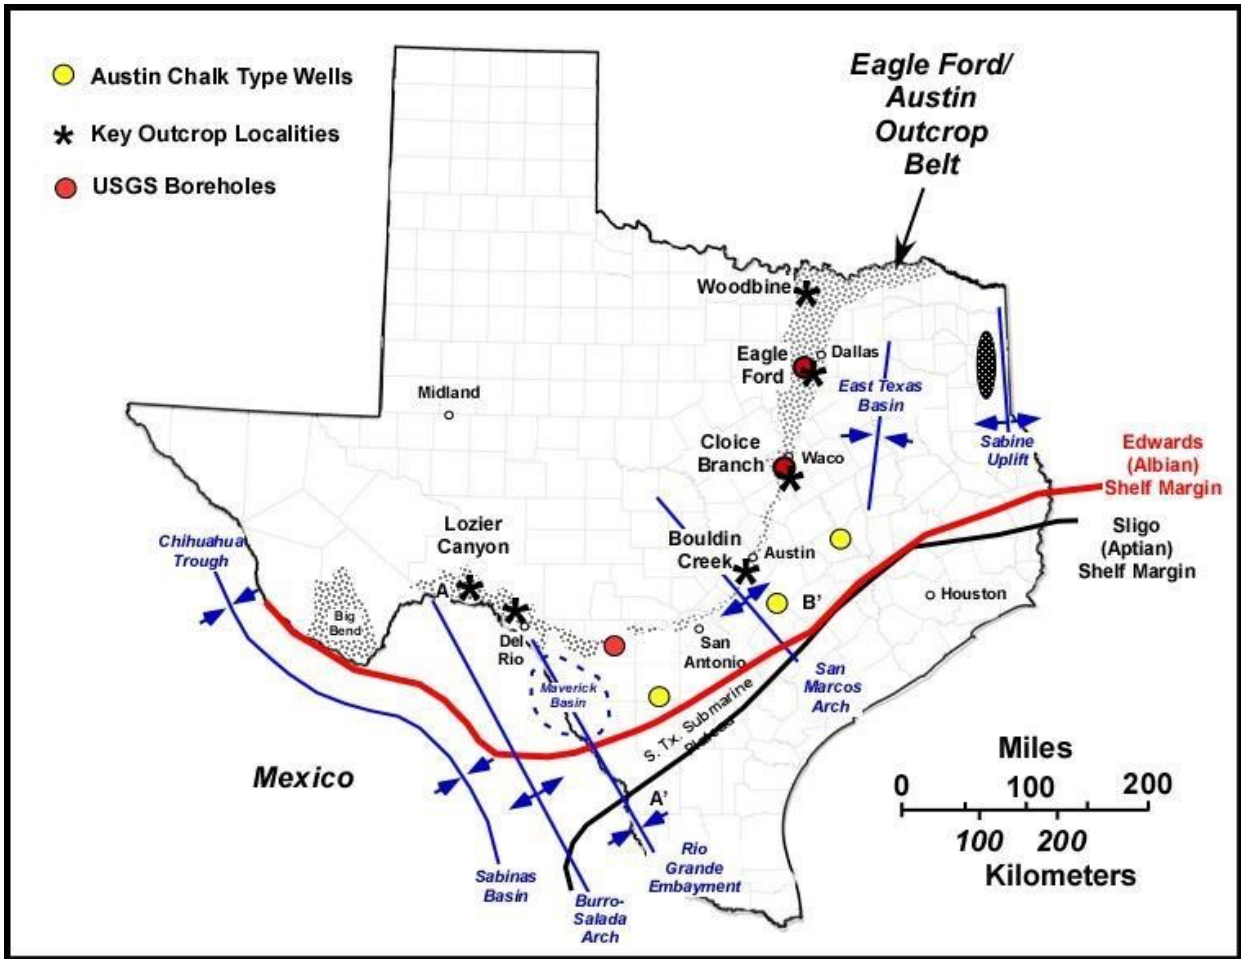 Austin Chalk Type Wells
Key Outcrop Localities
USGS Boreholes
Eagle Ford/
Austin
Outcrop
Belt
Woodbine
Eagle
Ford
Dallas
East Texas
Basin
Midland
Cloice
Branch
Waco
Sabine
Uplift
Edwards
(Albian)
Shelf Margin
Sligo
(Aptian)
Shelf Margin
Lozier
Canyon
Chihuahua
Trough
Bouldin
Creek
Austin
Houston
A
B'
Big
Bend
Del
Rio
San
Antonio
Maverick
Basin
San
Marcos
Arch
S. Tx. Submarine
Plateau
Mexico
A'
Miles
0 100 200
100 200
Kilometers
Rio
Grande
Embayment
Sabinas
Basin
Burro-
Salada
Arch